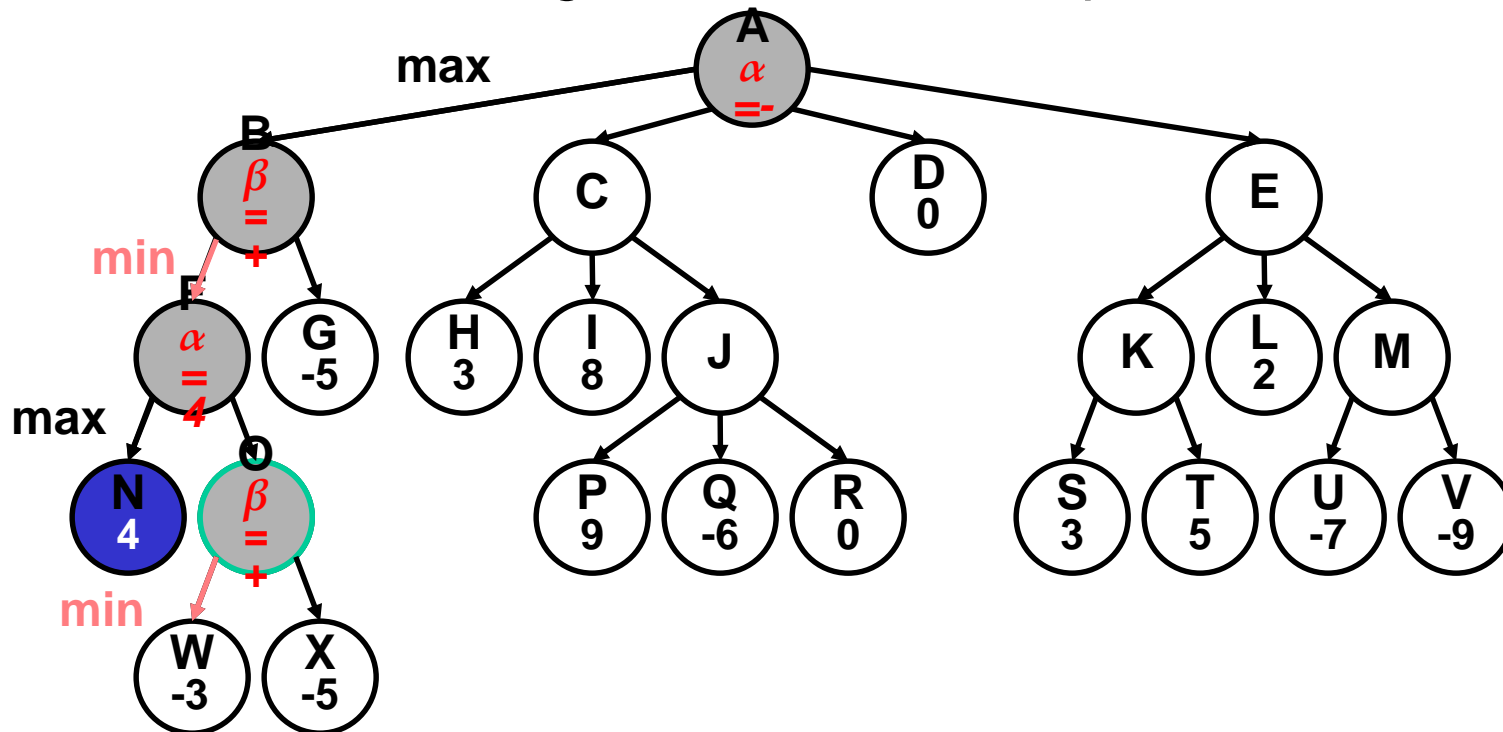 A
α
=-
max
B
β
=
+
C
D
0
E
min
F
α
=
4
G
-5
H
3
I
8
J
K
L
2
M
max
N
4
O
β
=
+
P
9
Q
-6
R
0
S
3
T
5
U
-7
V
-9
min
W
-3
X
-5